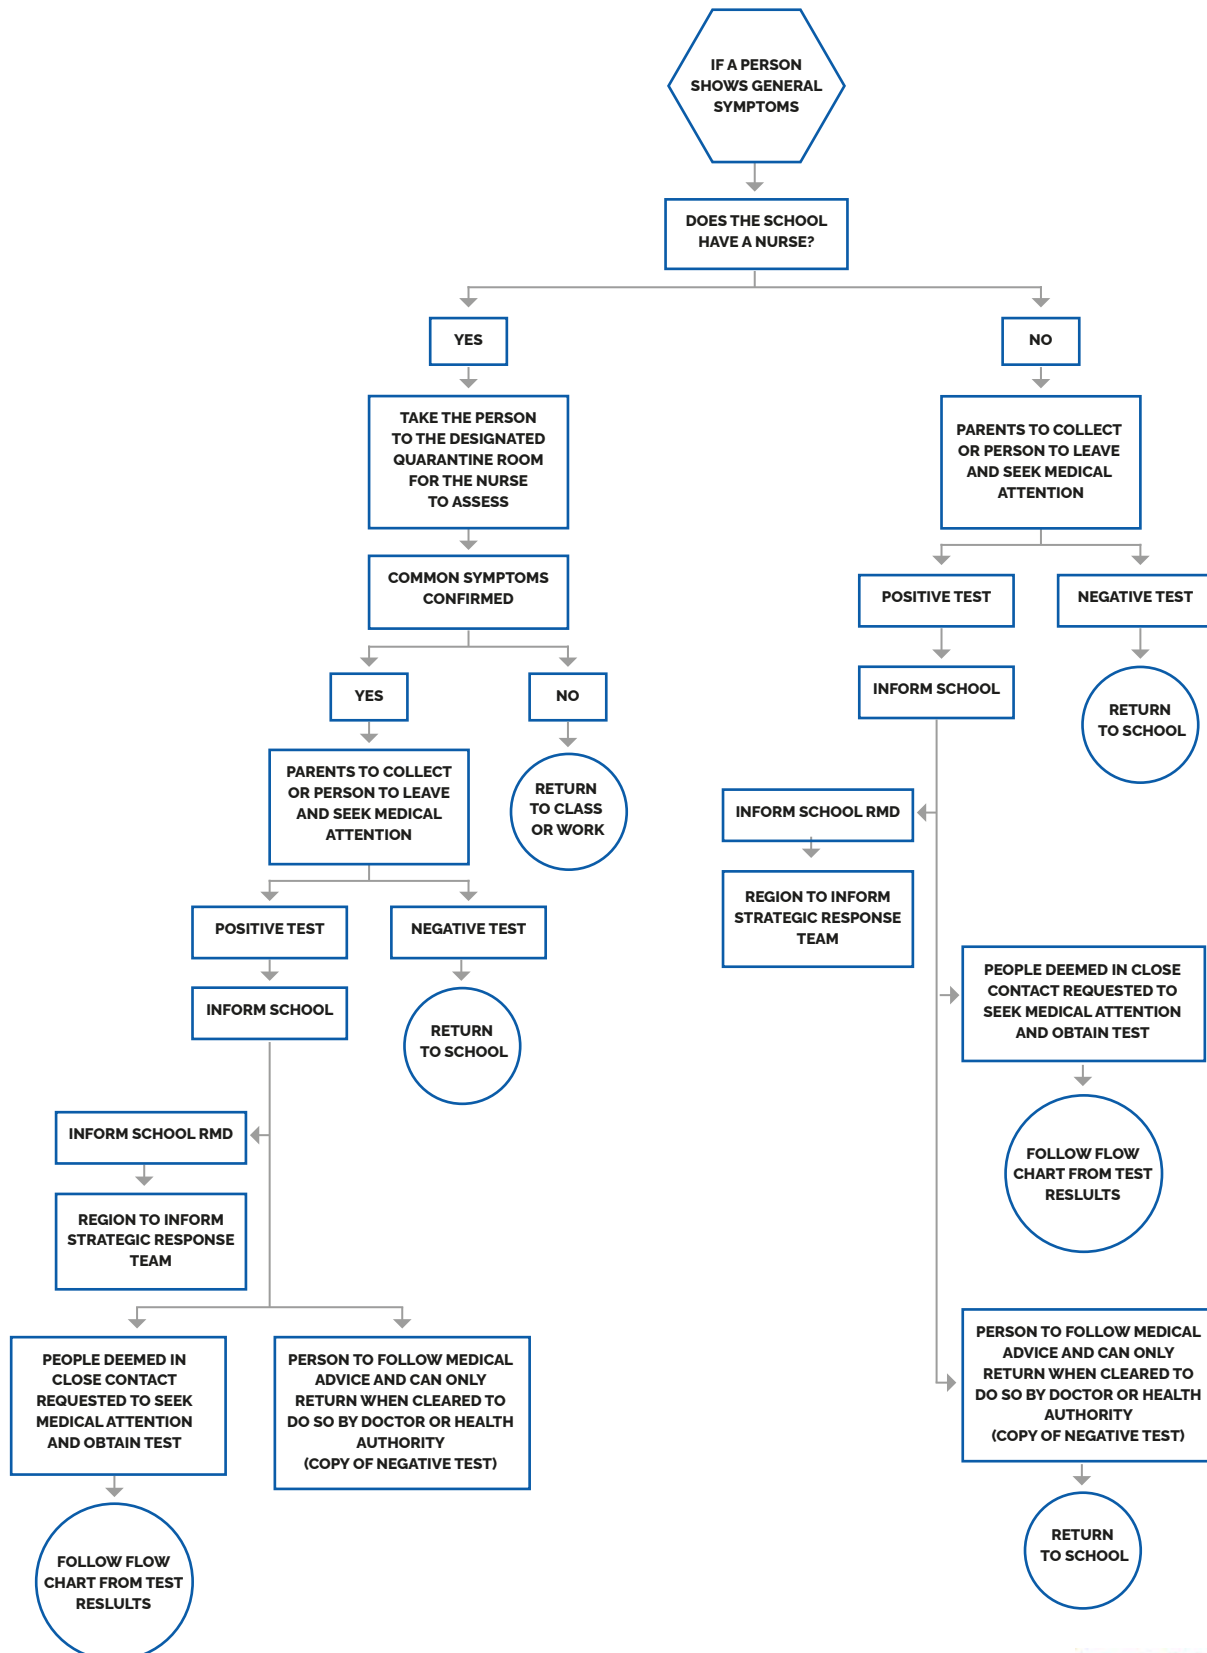 IF A PERSON
SHOWS GENERAL
SYMPTOMS
DOES THE SCHOOL
HAVE A NURSE?
YES
NO
TAKE THE PERSON
TO THE DESIGNATED
QUARANTINE ROOM
FOR THE NURSE
TO ASSESS
PARENTS TO COLLECT
OR PERSON TO LEAVE
AND SEEK MEDICAL
ATTENTION
COMMON SYMPTOMS
CONFIRMED
POSITIVE TEST
NEGATIVE TEST
YES
NO
INFORM SCHOOL
RETURN
TO SCHOOL
PARENTS TO COLLECT
OR PERSON TO LEAVE
AND SEEK MEDICAL
ATTENTION
RETURN
TO CLASS
OR WORK
INFORM SCHOOL RMD
REGION TO INFORM
STRATEGIC RESPONSE
TEAM
POSITIVE TEST
NEGATIVE TEST
INFORM SCHOOL
RETURN
TO SCHOOL
PEOPLE DEEMED IN CLOSE
CONTACT REQUESTED TO
SEEK MEDICAL ATTENTION
AND OBTAIN TEST
INFORM SCHOOL RMD
FOLLOW FLOW
CHART FROM TEST
RESLULTS
REGION TO INFORM
STRATEGIC RESPONSE
TEAM
PEOPLE DEEMED IN
CLOSE CONTACT
REQUESTED TO SEEK
MEDICAL ATTENTION
AND OBTAIN TEST
PERSON TO FOLLOW MEDICAL
ADVICE AND CAN ONLY
RETURN WHEN CLEARED TO
DO SO BY DOCTOR OR HEALTH
AUTHORITY
(COPY OF NEGATIVE TEST)
PERSON TO FOLLOW MEDICAL
ADVICE AND CAN ONLY
RETURN WHEN CLEARED TO
DO SO BY DOCTOR OR HEALTH
AUTHORITY
(COPY OF NEGATIVE TEST)
FOLLOW FLOW
CHART FROM TEST
RESLULTS
RETURN
TO SCHOOL